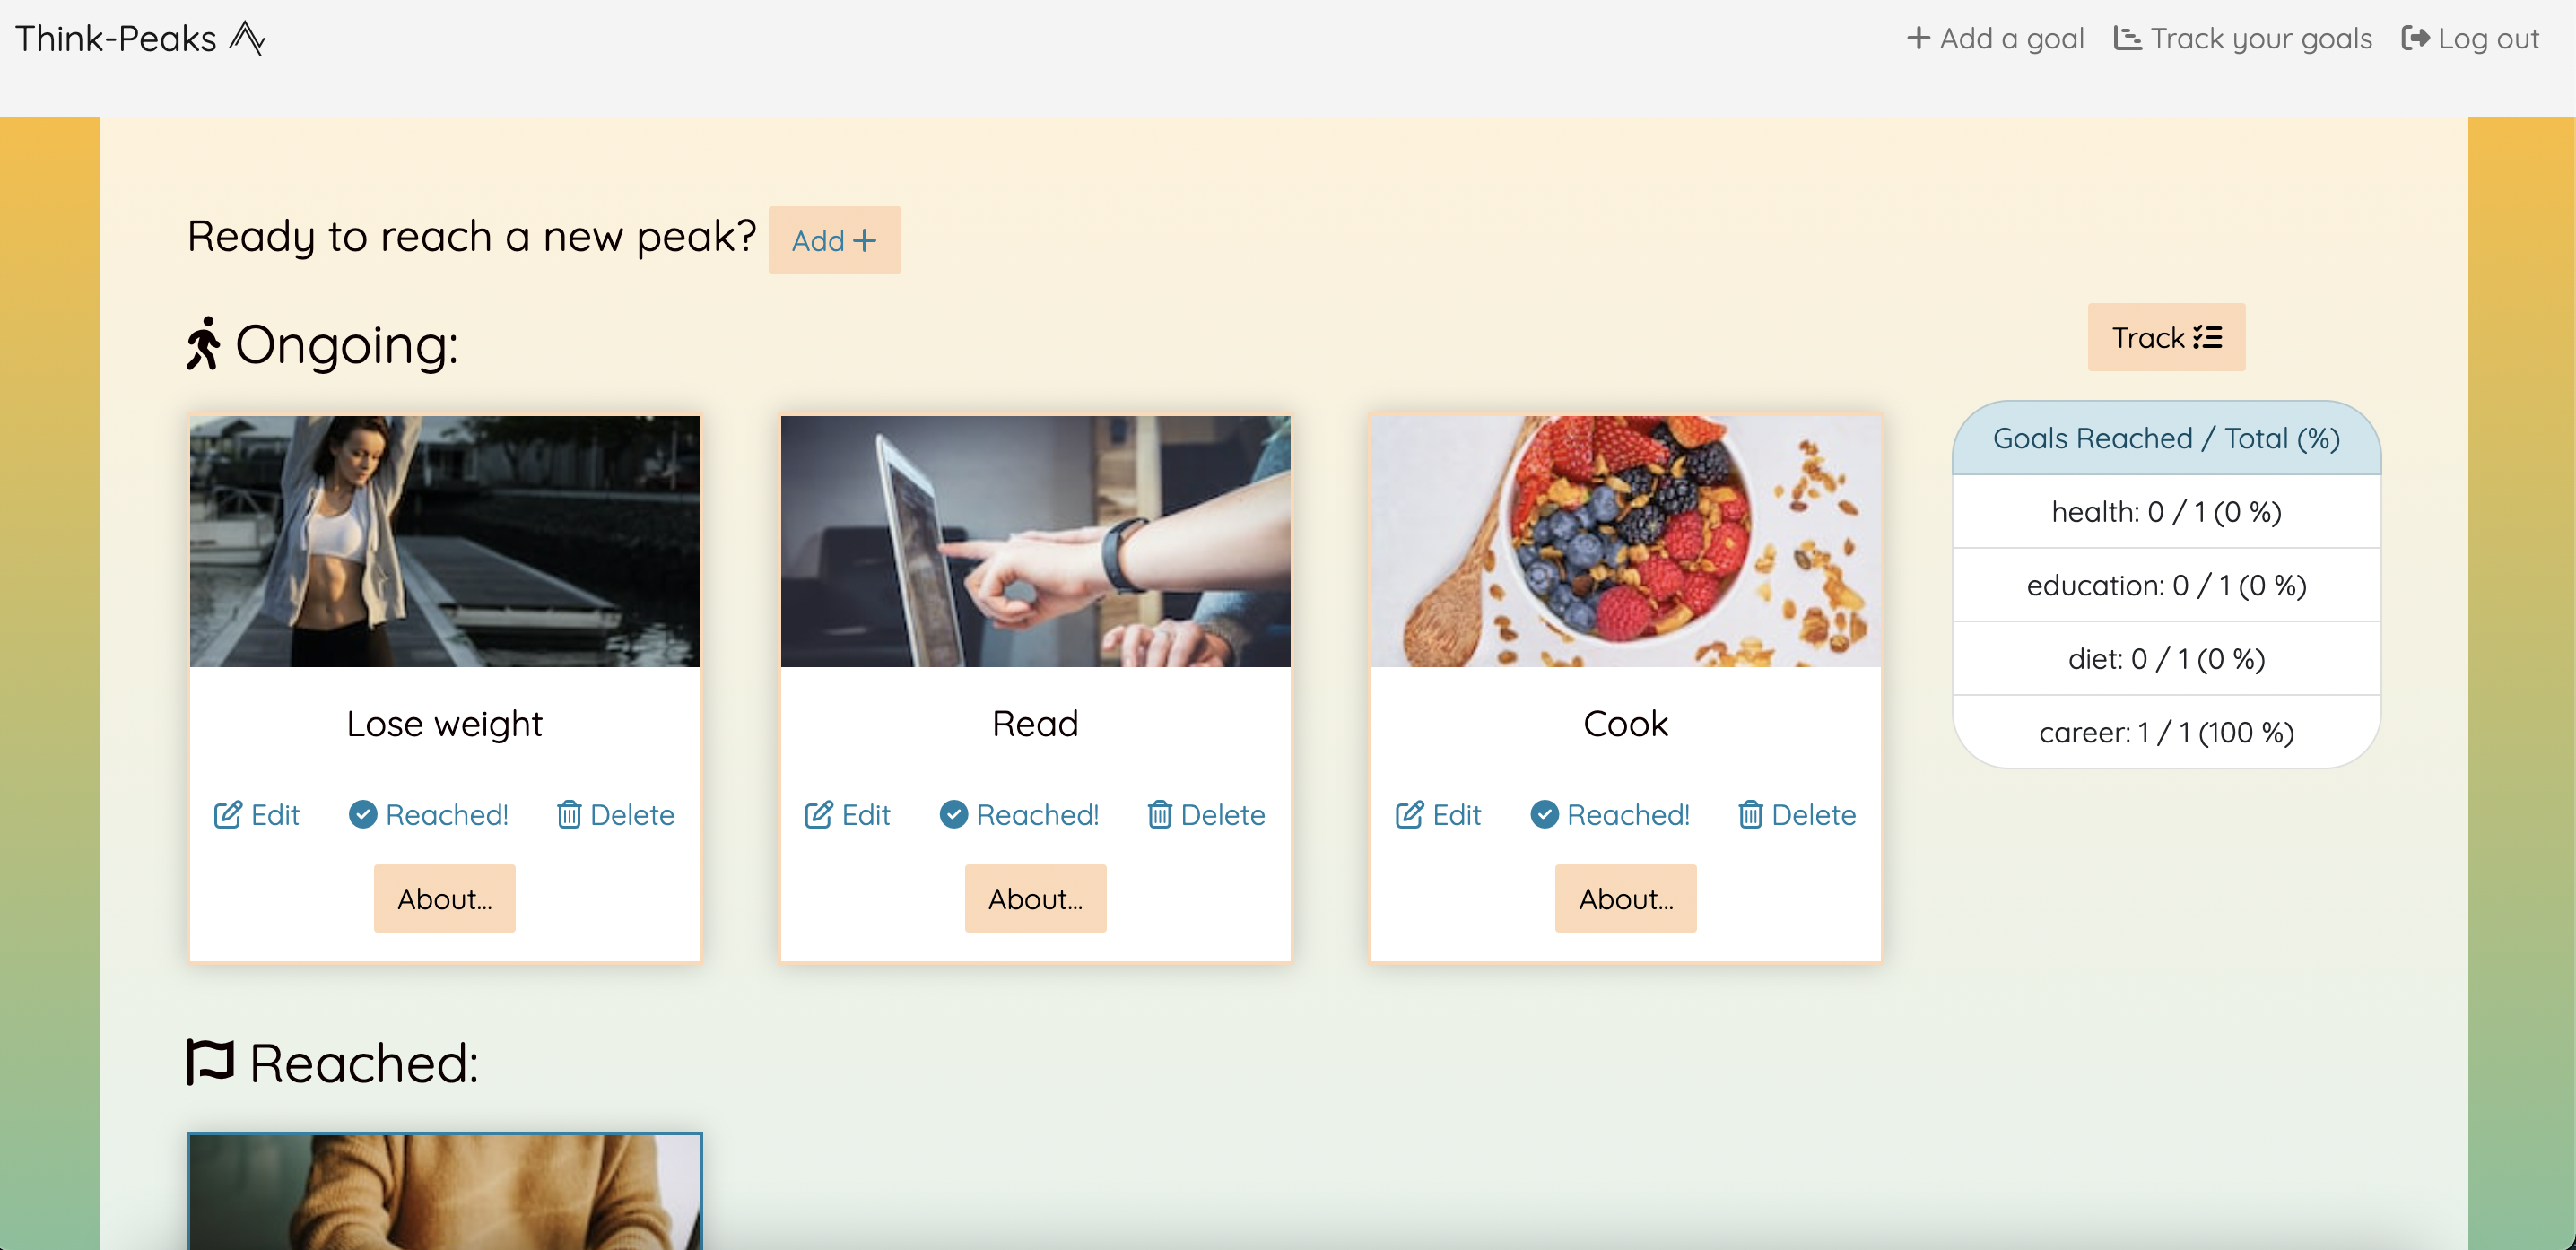 Think-Peaks
Add a goal Track your goals Log out
Ready to reach a new peak? Add +
Ongoing:
Track
Lose weight
Edit Reached! Delete
About...
Read
Edit Reached! Delete
About...
Cook
Edit Reached! Delete
About...
Goals Reached / Total (%)
health: 0 / 1 (0 %)
education: 0 / 1 (0 %)
diet: 0 / 1 (0 %)
career: 1 / 1 (100 %)
Reached: